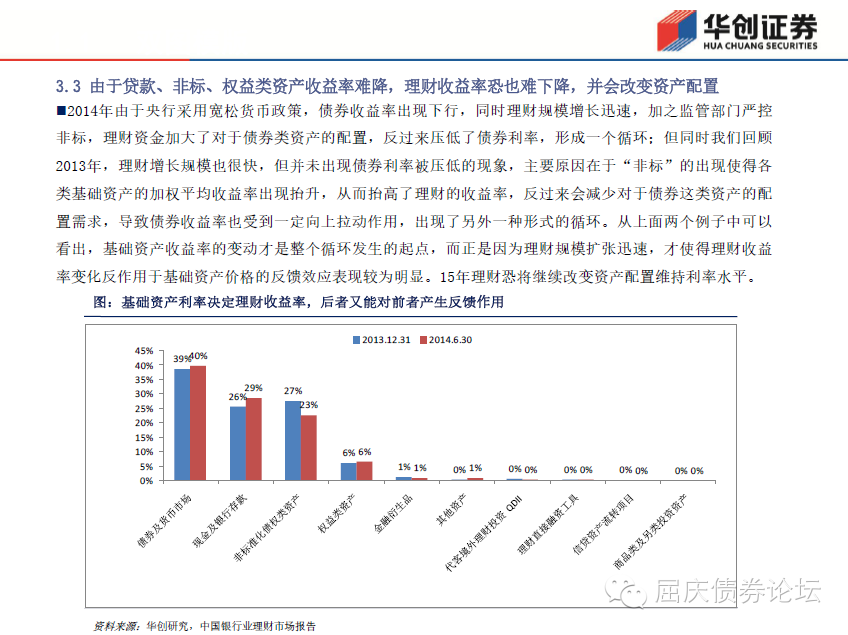 华创证券
HUA CHUANG SECURITIES
3.3 由于贷款、非标、权益类资产收益率难降，理财收益率恐也难下降，并会改变资产配置
■2014年由于央行采用宽松货币政策，债券收益率出现下行，同时理财规模增长迅速，加之监管部门严控
非标，理财资金加大了对于债券类资产的配置，反过来压低了债券利率，形成一个循环；但同时我们回顾
2013年，理财增长规模也很快，但并未出现债券利率被压低的现象，主要原因在于“非标”的出现使得各
类基础资产的加权平均收益率出现抬升，从而抬高了理财的收益率，反过来会减少对于债券这类资产的配
置需求，导致债券收益率也受到一定向上拉动作用，出现了另外一种形式的循环。从上面两个例子中可以
看出，基础资产收益率的变动才是整个循环发生的起点，而正是因为理财规模扩张迅速，才使得理财收益
率变化反作用于基础资产价格的反馈效应表现较为明显。15年理财恐将继续改变资产配置维持利率水平。
图：基础资产利率决定理财收益率，后者又能对前者产生反馈作用
2013.12.31 2014.6.30
45%
40%
35%
30%
25%
20%
15%
10%
5%
0%
39% 40%
26% 29%
27% 23%
6% 6%
1% 1%
0% 1%
0% 0%
0% 0%
0% 0%
0% 0%
债券及货币市场
现金及银行存款
非标准化债权类资产
权益类资产
金融衍生品
其他资产
代客境外理财投资 QDII
理财直接融资工具
信贷资产流转项目
商品类及另类投资资产
屈庆债券论坛
资料来源：华创研究，中国银行业理财市场报告